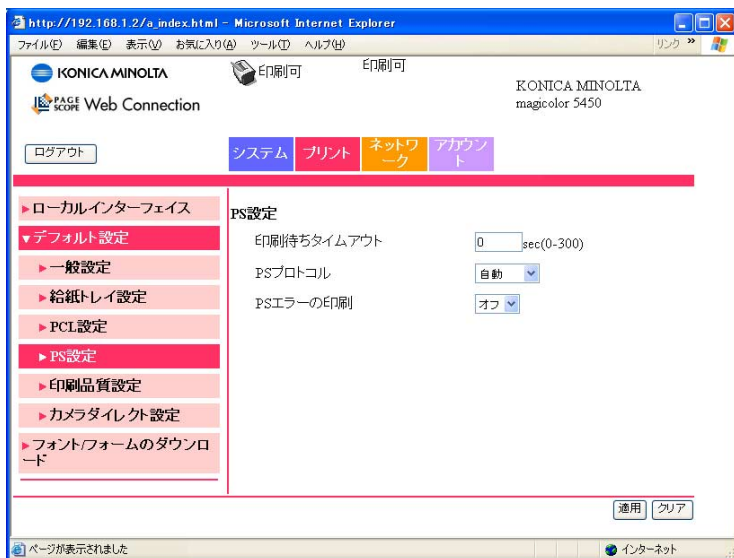 http://192.168.1.2/a_index.html - Microsoft Internet Explorer
ファイル(F) 編集(E) 表示(V) お気に入り(A) ツール(T) ヘルプ(H)
リンク »
KONICA MINOLTA
PAGE SCOPE Web Connection
印刷可
印刷可
KONICA MINOLTA
magicolor 5450
ログアウト
システム
プリント
ネットワ
ーク
アカウン
ト
ローカルインターフェイス
デフォルト設定
一般設定
給紙トレイ設定
PCL設定
PS設定
印刷品質設定
カメラダイレクト設定
フォント/フォームのダウンロ
ード
PS設定
印刷待ちタイムアウト 0 sec(0-300)
PSプロトコル 自動
PSエラーの印刷 オフ
適用 クリア
ページが表示されました
インターネット